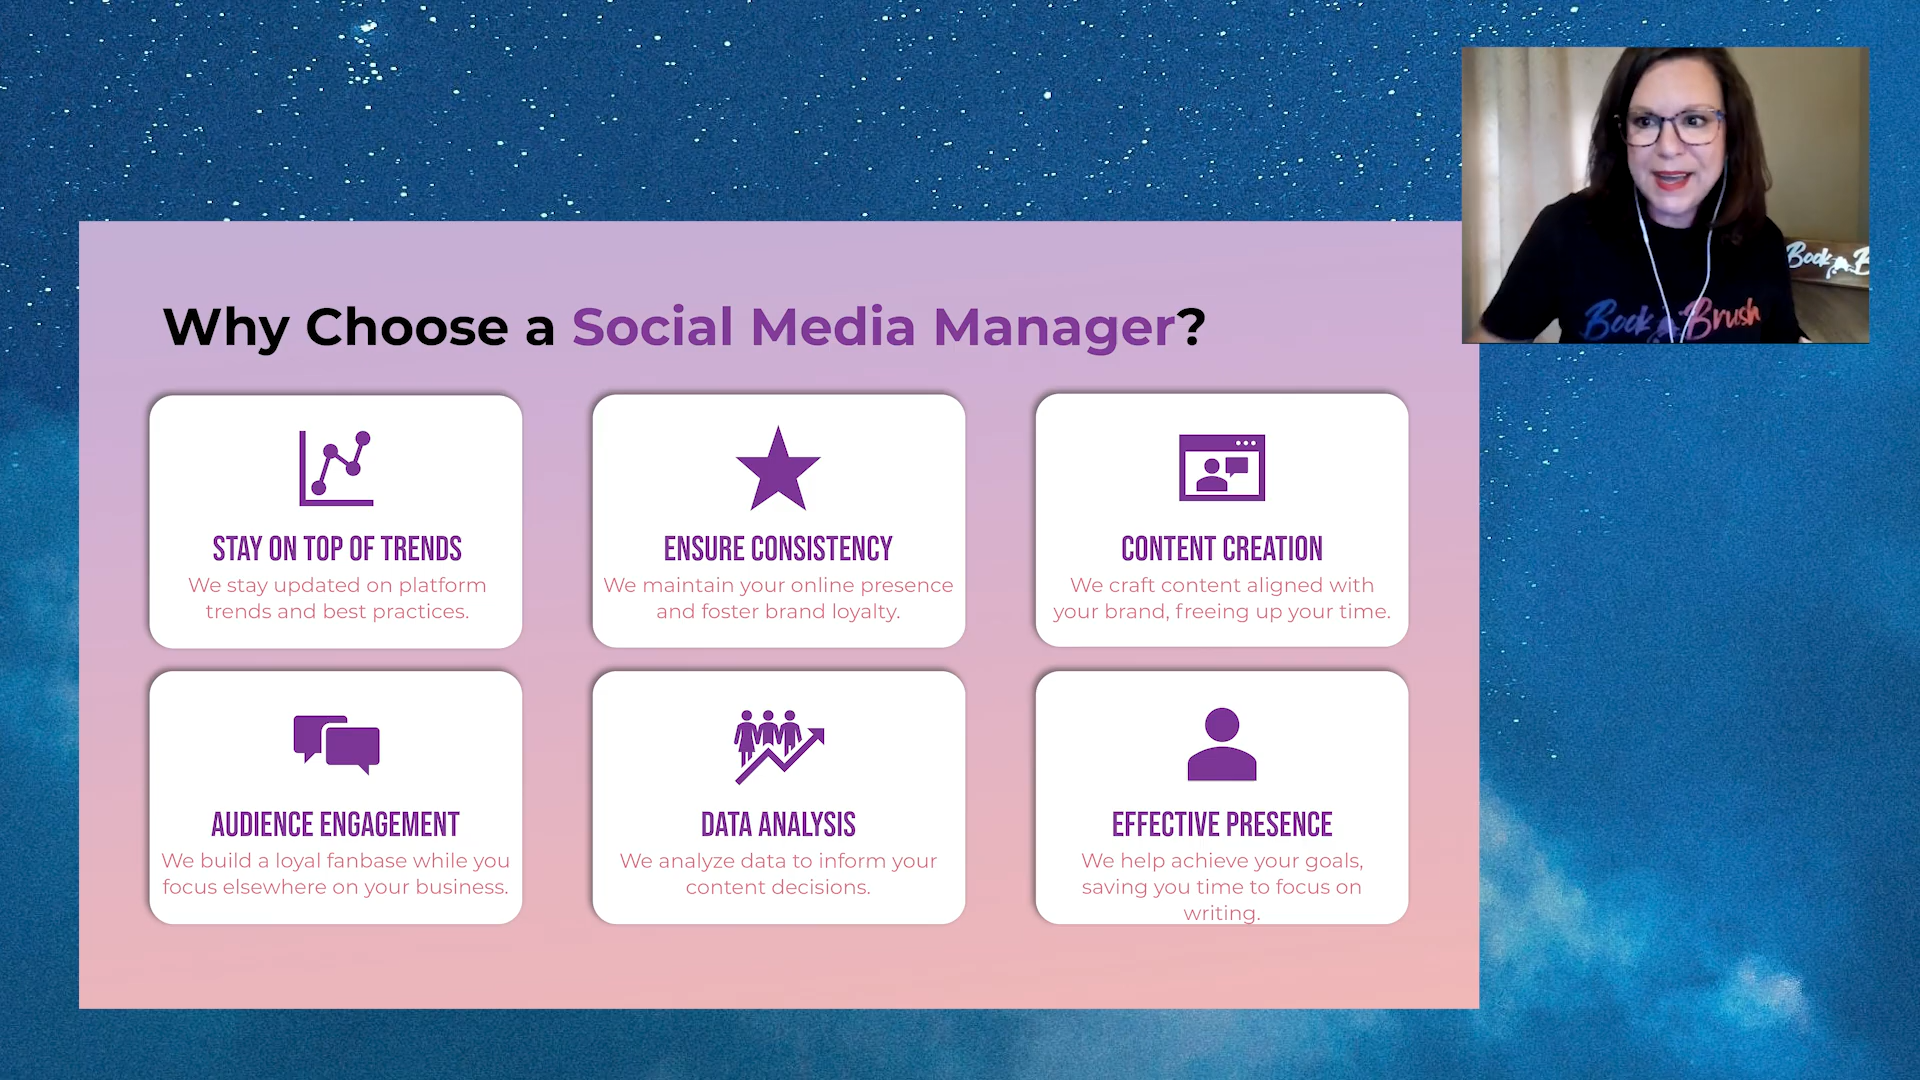 Why Choose a Social Media Manager?
STAY ON TOP OF TRENDS
We stay updated on platform
trends and best practices.
ENSURE CONSISTENCY
We maintain your online presence
and foster brand loyalty.
CONTENT CREATION
We craft content aligned with
your brand, freeing up your time.
AUDIENCE ENGAGEMENT
We build a loyal fanbase while you
focus elsewhere on your business.
DATA ANALYSIS
We analyze data to inform your
content decisions.
EFFECTIVE PRESENCE
We help achieve your goals,
saving you time to focus on
writing.
Book Brush
Book B